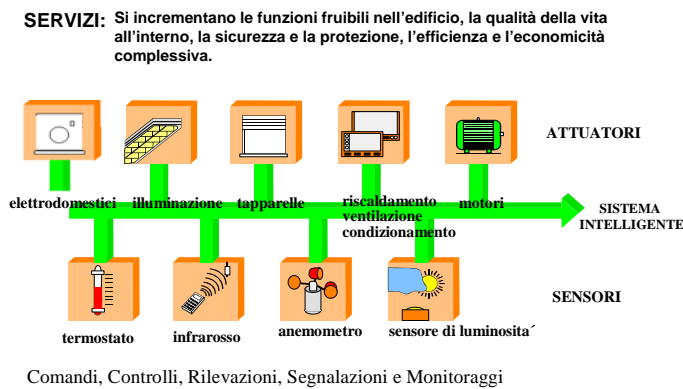 SERVIZI: Si incrementano le funzioni fruibili nell'edificio, la qualità della vita
all'interno, la sicurezza e la protezione, l'efficienza e l'economicità
complessiva.
ATTUATORI
elettrodomestici illuminazione tapparelle riscaldamento motori
ventilazione
condizionamento
SISTEMA
INTELLIGENTE
SENSORI
termostato infrarosso anemometro sensore di luminosita´
Comandi, Controlli, Rilevazioni, Segnalazioni e Monitoraggi